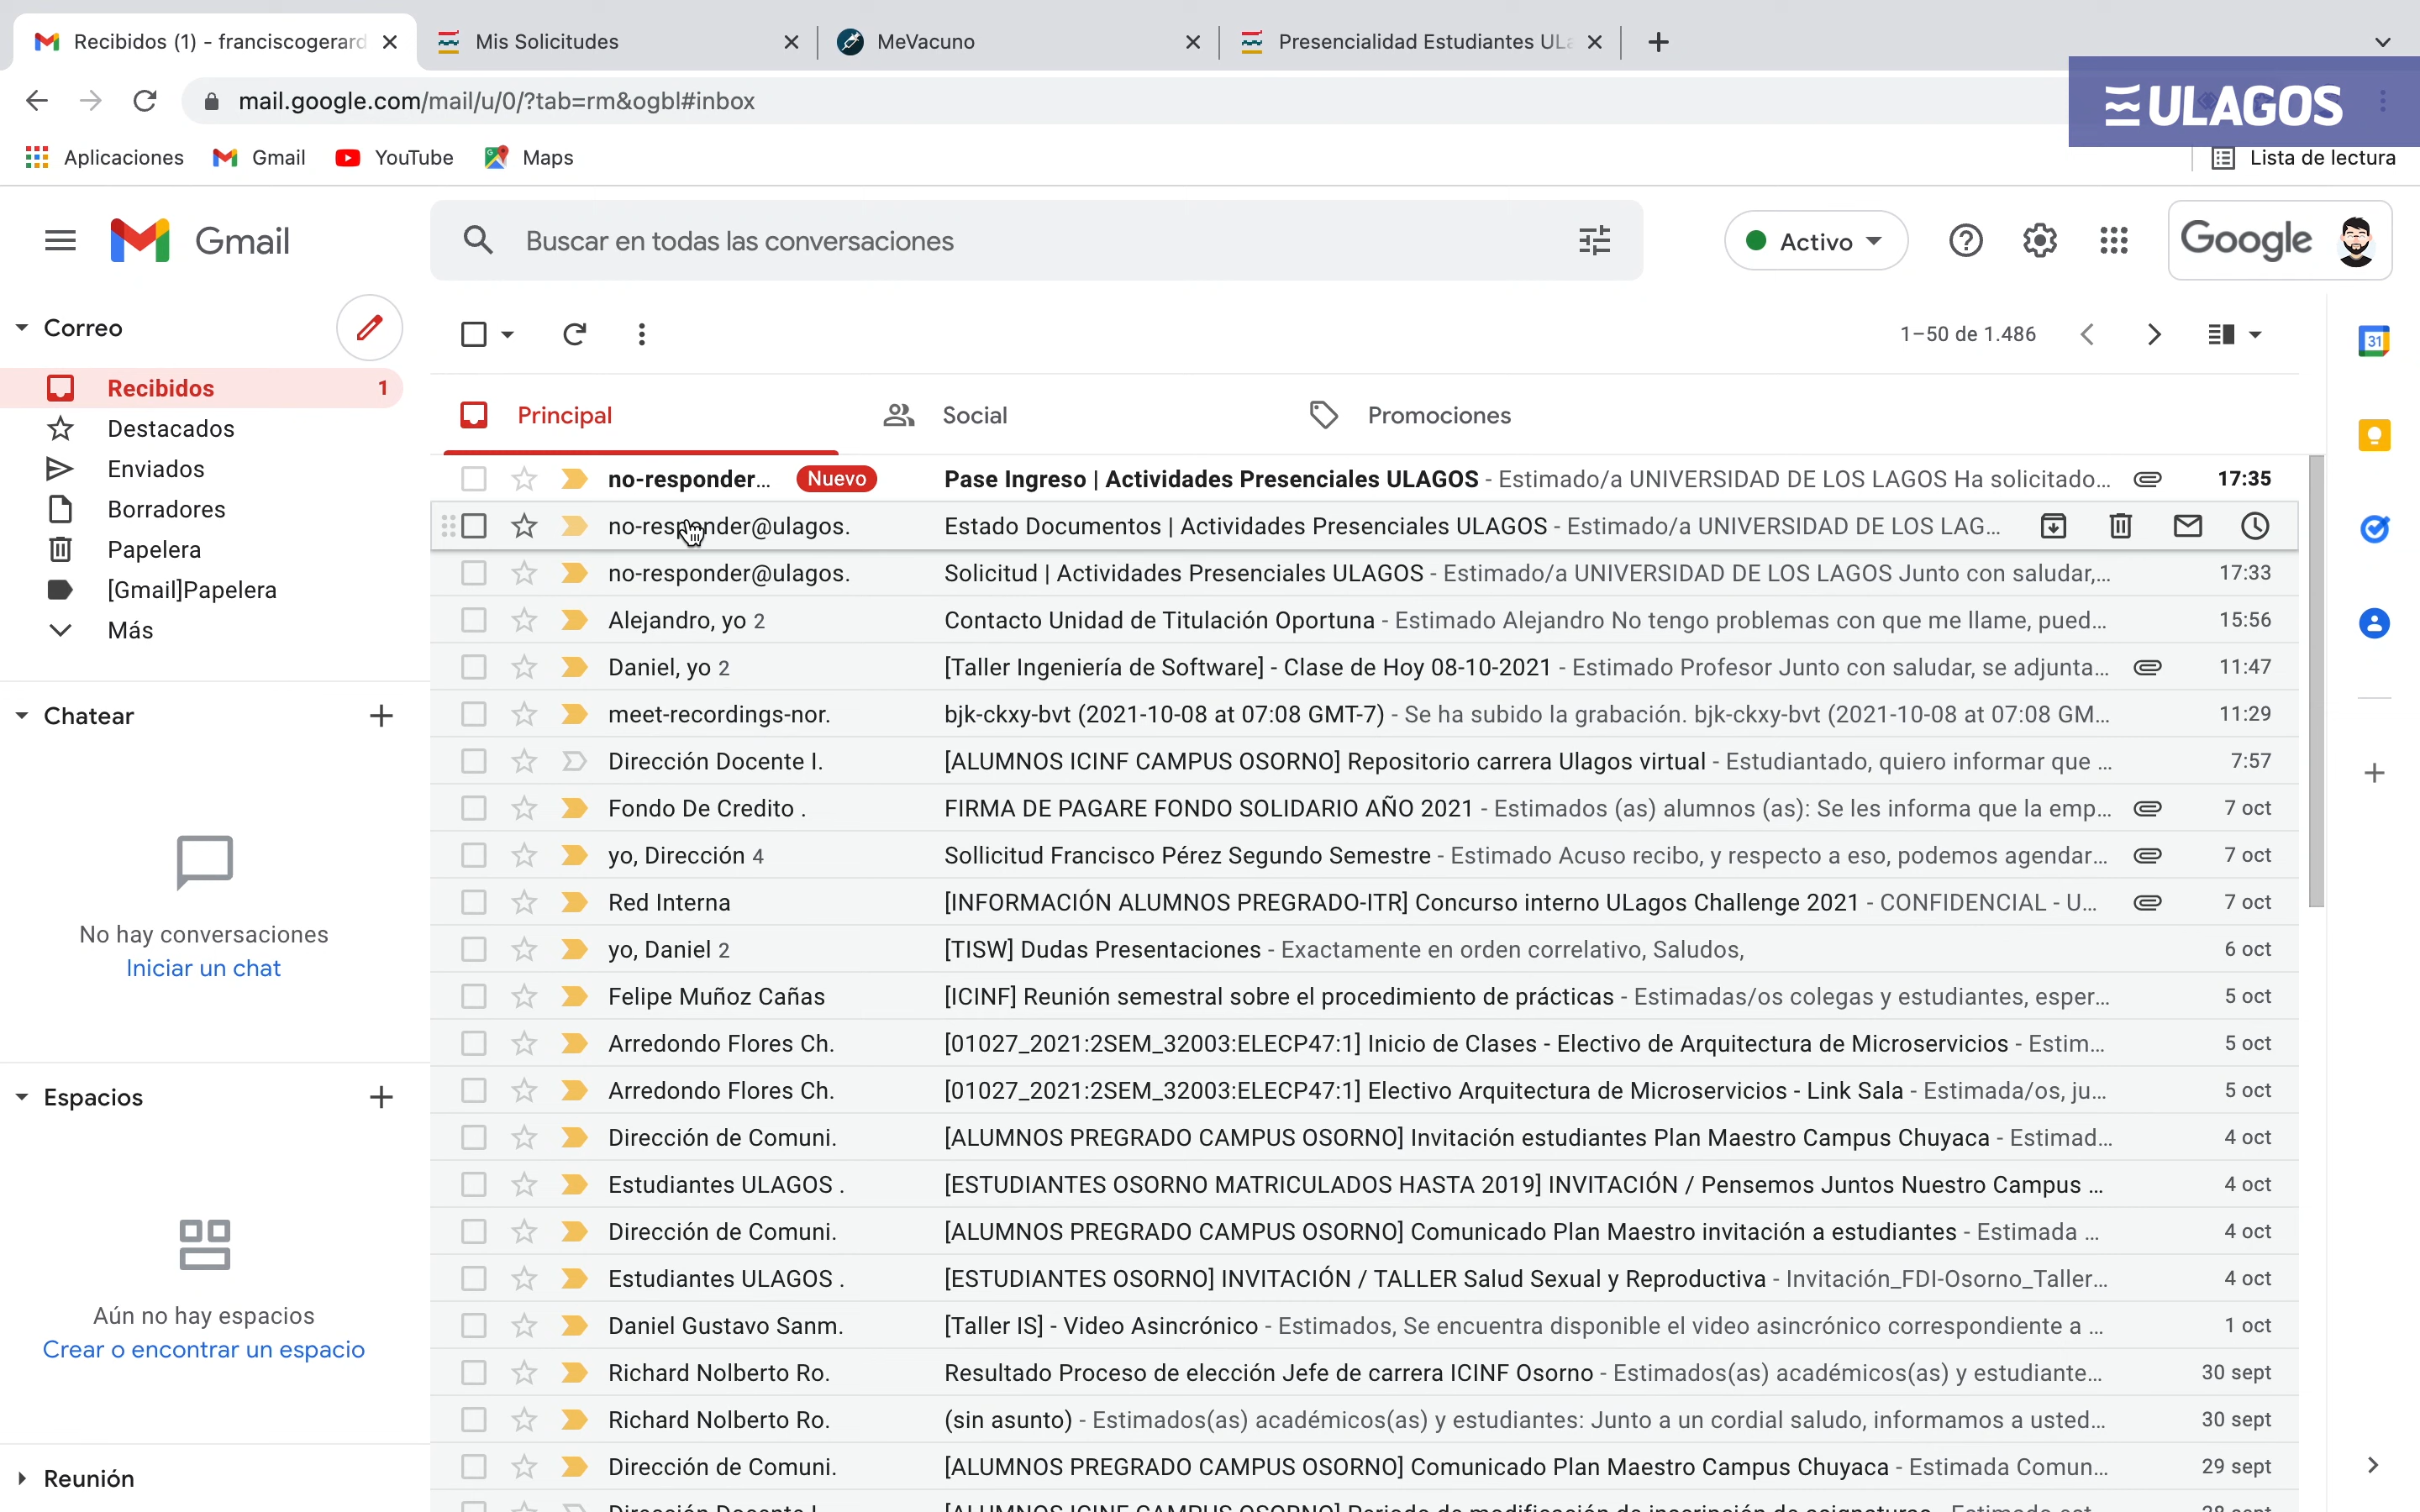 Recibidos (1) - franciscogerard
Mis Solicitudes
MeVacuno
Presencialidad Estudiantes ULa
mail.google.com/mail/u/0/?tab=rm&ogbl#inbox
ULAGOS
Aplicaciones
Gmail
YouTube
Maps
Lista de lectura
Gmail
Buscar en todas las conversaciones
Activo
Google
Correo
1–50 de 1.486
31
Recibidos 1
Destacados
Enviados
Borradores
Papelera
[Gmail]Papelera
Más
Chatear
No hay conversaciones
Iniciar un chat
Espacios
Aún no hay espacios
Crear o encontrar un espacio
Reunión
Principal
Social
Promociones
no-responder... Nuevo Pase Ingreso | Actividades Presenciales ULAGOS - Estimado/a UNIVERSIDAD DE LOS LAGOS Ha solicitado... 17:35
no-responder@ulagos. Estado Documentos | Actividades Presenciales ULAGOS - Estimado/a UNIVERSIDAD DE LOS LAG...
no-responder@ulagos. Solicitud | Actividades Presenciales ULAGOS - Estimado/a UNIVERSIDAD DE LOS LAGOS Junto con saludar,... 17:33
Alejandro, yo 2 Contacto Unidad de Titulación Oportuna - Estimado Alejandro No tengo problemas con que me llame, pued... 15:56
Daniel, yo 2 [Taller Ingeniería de Software] - Clase de Hoy 08-10-2021 - Estimado Profesor Junto con saludar, se adjunta... 11:47
meet-recordings-nor. bjk-ckxy-bvt (2021-10-08 at 07:08 GMT-7) - Se ha subido la grabación. bjk-ckxy-bvt (2021-10-08 at 07:08 GM... 11:29
Dirección Docente I. [ALUMNOS ICINF CAMPUS OSORNO] Repositorio carrera Ulagos virtual - Estudiantado, quiero informar que ... 7:57
Fondo De Credito . FIRMA DE PAGARE FONDO SOLIDARIO AÑO 2021 - Estimados (as) alumnos (as): Se les informa que la emp... 7 oct
yo, Dirección 4 Sollicitud Francisco Pérez Segundo Semestre - Estimado Acuso recibo, y respecto a eso, podemos agendar... 7 oct
Red Interna [INFORMACIÓN ALUMNOS PREGRADO-ITR] Concurso interno ULagos Challenge 2021 - CONFIDENCIAL - U... 7 oct
yo, Daniel 2 [TISW] Dudas Presentaciones - Exactamente en orden correlativo, Saludos, 6 oct
Felipe Muñoz Cañas [ICINF] Reunión semestral sobre el procedimiento de prácticas - Estimadas/os colegas y estudiantes, esper... 5 oct
Arredondo Flores Ch. [01027_2021:2SEM_32003:ELECP47:1] Inicio de Clases - Electivo de Arquitectura de Microservicios - Estim... 5 oct
Arredondo Flores Ch. [01027_2021:2SEM_32003:ELECP47:1] Electivo Arquitectura de Microservicios - Link Sala - Estimada/os, ju... 5 oct
Dirección de Comuni. [ALUMNOS PREGRADO CAMPUS OSORNO] Invitación estudiantes Plan Maestro Campus Chuyaca - Estimad... 4 oct
Estudiantes ULAGOS . [ESTUDIANTES OSORNO MATRICULADOS HASTA 2019] INVITACIÓN / Pensemos Juntos Nuestro Campus ... 4 oct
Dirección de Comuni. [ALUMNOS PREGRADO CAMPUS OSORNO] Comunicado Plan Maestro invitación a estudiantes - Estimada ... 4 oct
Estudiantes ULAGOS . [ESTUDIANTES OSORNO] INVITACIÓN / TALLER Salud Sexual y Reproductiva - Invitación_FDI-Osorno_Taller... 4 oct
Daniel Gustavo Sanm. [Taller IS] - Video Asincrónico - Estimados, Se encuentra disponible el video asincrónico correspondiente a ... 1 oct
Richard Nolberto Ro. Resultado Proceso de elección Jefe de carrera ICINF Osorno - Estimados(as) académicos(as) y estudiante... 30 sept
Richard Nolberto Ro. (sin asunto) - Estimados(as) académicos(as) y estudiantes: Junto a un cordial saludo, informamos a usted... 30 sept
Dirección de Comuni. [ALUMNOS PREGRADO CAMPUS OSORNO] Comunicado Plan Maestro Campus Chuyaca - Estimada Comun... 29 sept